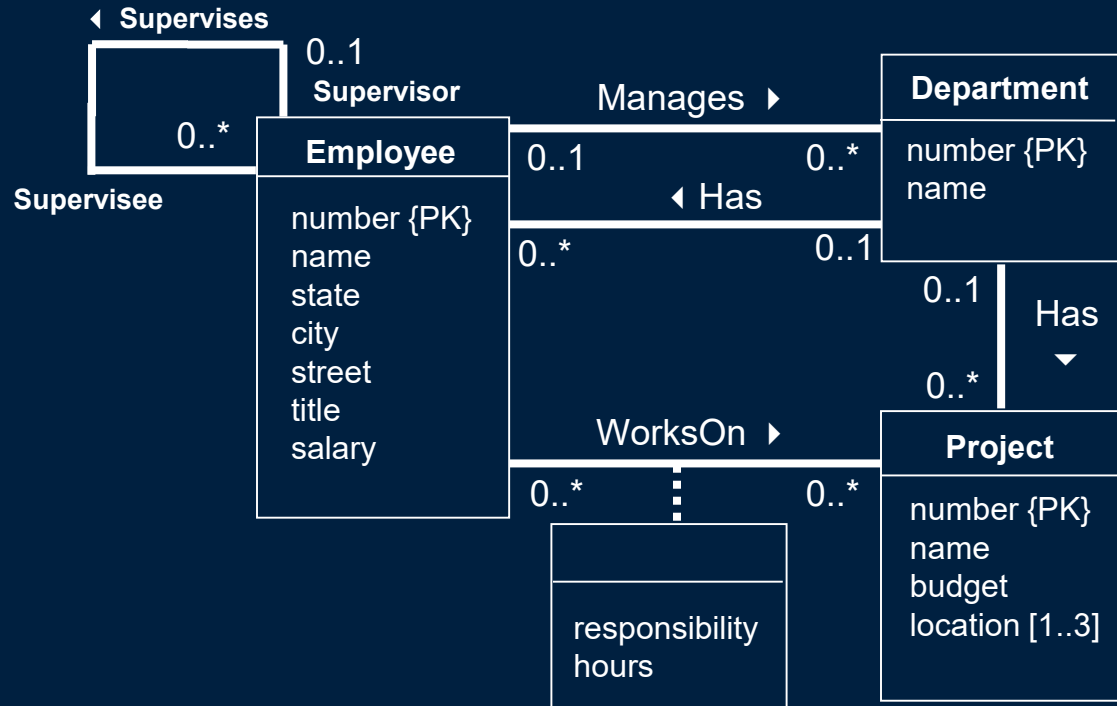 Supervises
0..1
Supervisor
0..*
Supervisee
Employee
number {PK}
name
state
city
street
title
salary
Manages
0..1
0..*
Has
0..*
0..1
Department
number {PK}
name
0..1
Has
0..*
WorksOn
0..*
0..*
responsibility
hours
Project
number {PK}
name
budget
location [1..3]